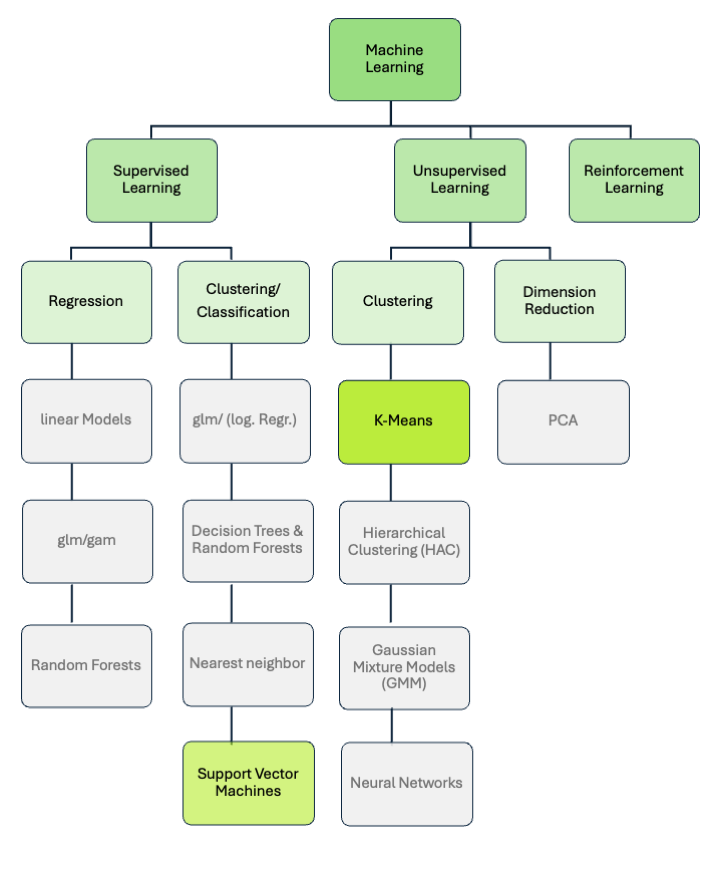 Machine
Learning
Supervised
Learning
Unsupervised
Learning
Reinforcement
Learning
Regression
Clustering/
Classification
Clustering
Dimension
Reduction
linear Models
glm/ (log. Regr.)
K-Means
PCA
glm/gam
Decision Trees &
Random Forests
Hierarchical
Clustering (HAC)
Random Forests
Nearest neighbor
Gaussian
Mixture Models
(GMM)
Support Vector
Machines
Neural Networks